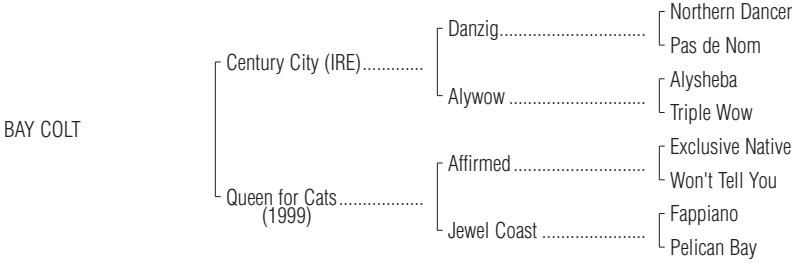 Northern Dancer
Danzig..............................
Pas de Nom
Century City (IRE).............
Alysheba
Alywow ............................
Triple Wow
BAY COLT
Exclusive Native
Affirmed............................
Won't Tell You
Queen for Cats..................
(1999)
Fappiano
Jewel Coast ......................
Pelican Bay